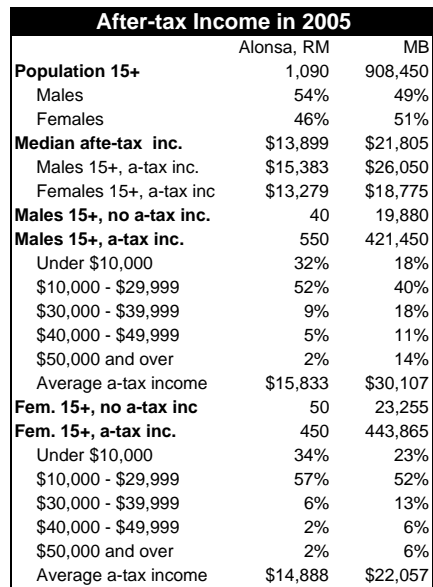 After-tax Income in 2005
Alonsa, RM MB
Population 15+ 1,090 908,450
Males 54% 49%
Females 46% 51%
Median afte-tax inc. $13,899 $21,805
Males 15+, a-tax inc. $15,383 $26,050
Females 15+, a-tax inc $13,279 $18,775
Males 15+, no a-tax inc. 40 19,880
Males 15+, a-tax inc. 550 421,450
Under $10,000 32% 18%
$10,000 - $29,999 52% 40%
$30,000 - $39,999 9% 18%
$40,000 - $49,999 5% 11%
$50,000 and over 2% 14%
Average a-tax income $15,833 $30,107
Fem. 15+, no a-tax inc 50 23,255
Fem. 15+, a-tax inc. 450 443,865
Under $10,000 34% 23%
$10,000 - $29,999 57% 52%
$30,000 - $39,999 6% 13%
$40,000 - $49,999 2% 6%
$50,000 and over 2% 6%
Average a-tax income $14,888 $22,057